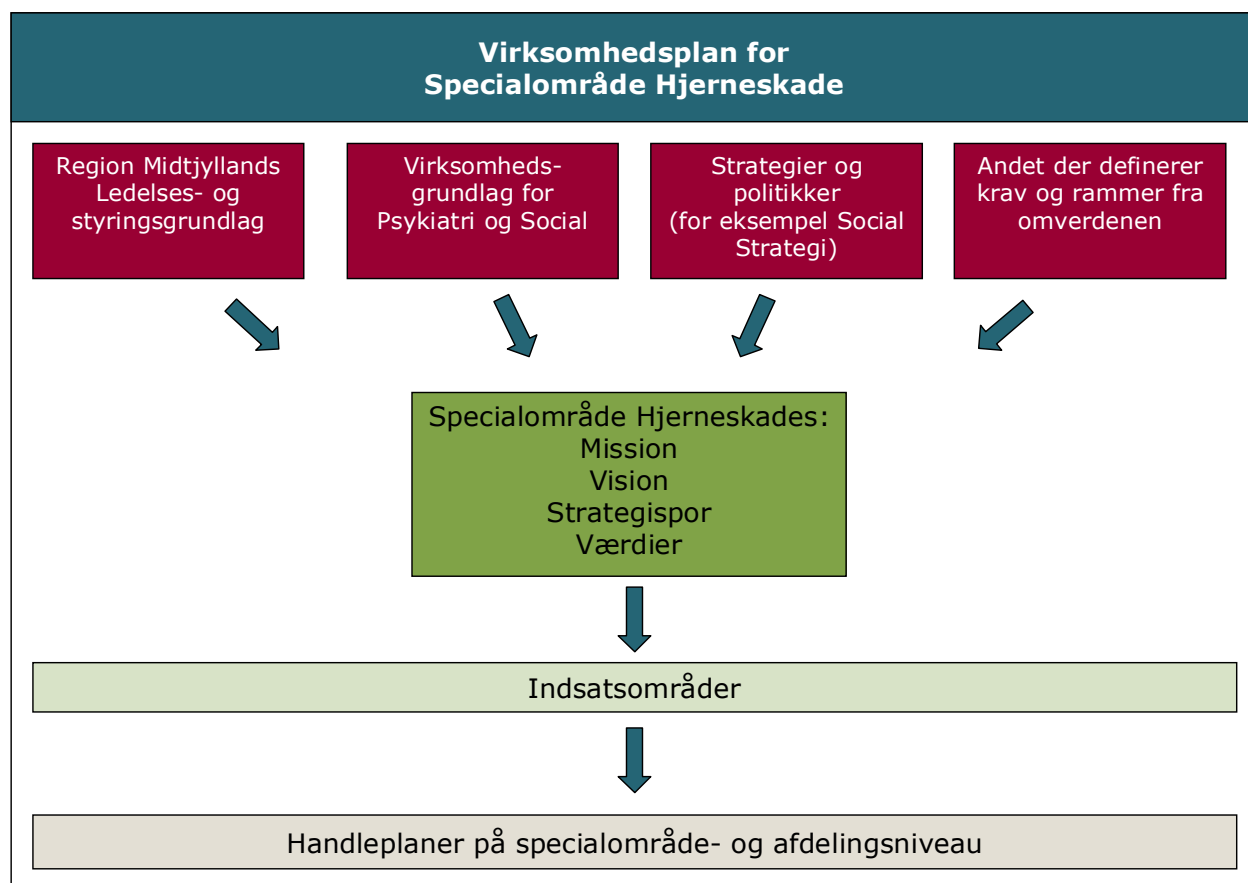 Virksomhedsplan for
Specialområde Hjerneskade
Region Midtjyllands
Ledelses- og
styringsgrundlag
Virksomheds-
grundlag for
Psykiatri og Social
Strategier og
politikker
(for eksempel Social
Strategi)
Andet der definerer
krav og rammer fra
omverdenen
Specialområde Hjerneskades:
Mission
Vision
Strategispor
Værdier
Indsatsområder
Handleplaner på specialområde- og afdelingsniveau